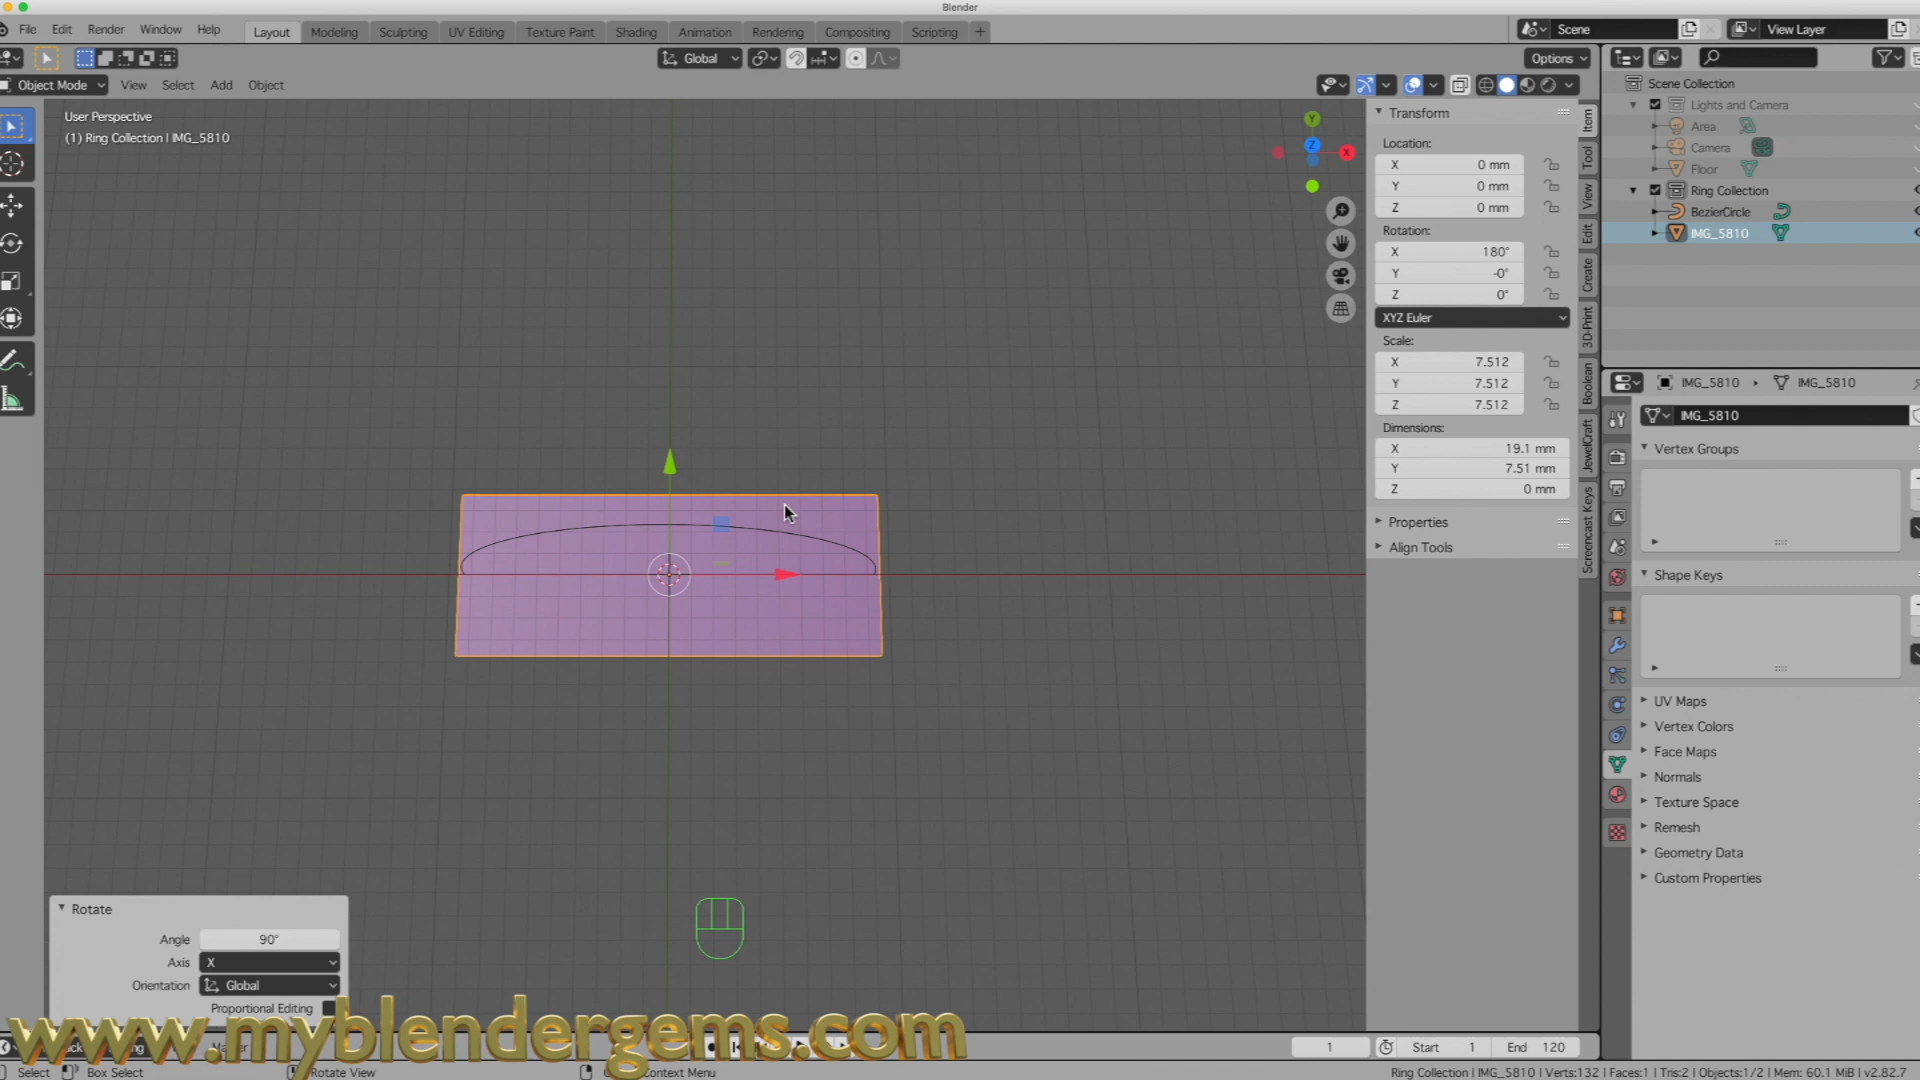 Blender
File Edit Render Window Help Layout Modeling Sculpting UV Editing Texture Paint Shading Animation Rendering Compositing Scripting + Scene View Layer
Global Options
Object Mode View Select Add Object
User Perspective
(1) Ring Collection | IMG_5810
Y
Z
X
Transform
Location:
X 0 mm
Y 0 mm
Z 0 mm
Rotation:
X 180°
Y -0°
Z 0°
XYZ Euler
Scale:
X 7.512
Y 7.512
Z 7.512
Dimensions:
X 19.1 mm
Y 7.51 mm
Z 0 mm
Properties
Align Tools
Item
Tool
View
Edit
Create
3D-Print
Boolean
JewelCraft
Screencast Keys
Scene Collection
Lights and Camera
Area
Camera
Floor
Ring Collection
BezierCircle
IMG_5810
IMG_5810 IMG_5810
IMG_5810
Vertex Groups
Shape Keys
UV Maps
Vertex Colors
Face Maps
Normals
Texture Space
Remesh
Geometry Data
Custom Properties
Rotate
Angle 90°
Axis X
Orientation Global
Proportional Editing
www.myblendergems.com
1 Start 1 End 120
Select Box Select Rotate View Context Menu Ring Collection | IMG_5810 | Verts:132 | Faces:1 | Tris:2 | Objects:1/2 | Mem: 60.1 MiB | v2.82.7